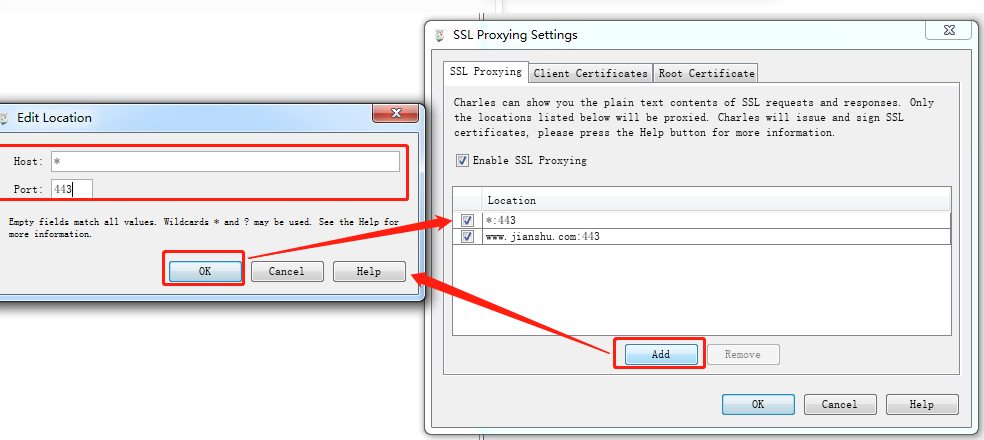 SSL Proxying Settings
SSL Proxying
Client Certificates
Root Certificate
Charles can show you the plain text contents of SSL requests and responses. Only
the locations listed below will be proxied. Charles will issue and sign SSL
certificates, please press the Help button for more information.
Enable SSL Proxying
Location
*:443
www.jianshu.com:443
Add
Remove
OK
Cancel
Help
Edit Location
Host: *
Port: 443
Empty fields match all values. Wildcards * and ? may be used. See the Help for
more information.
OK
Cancel
Help